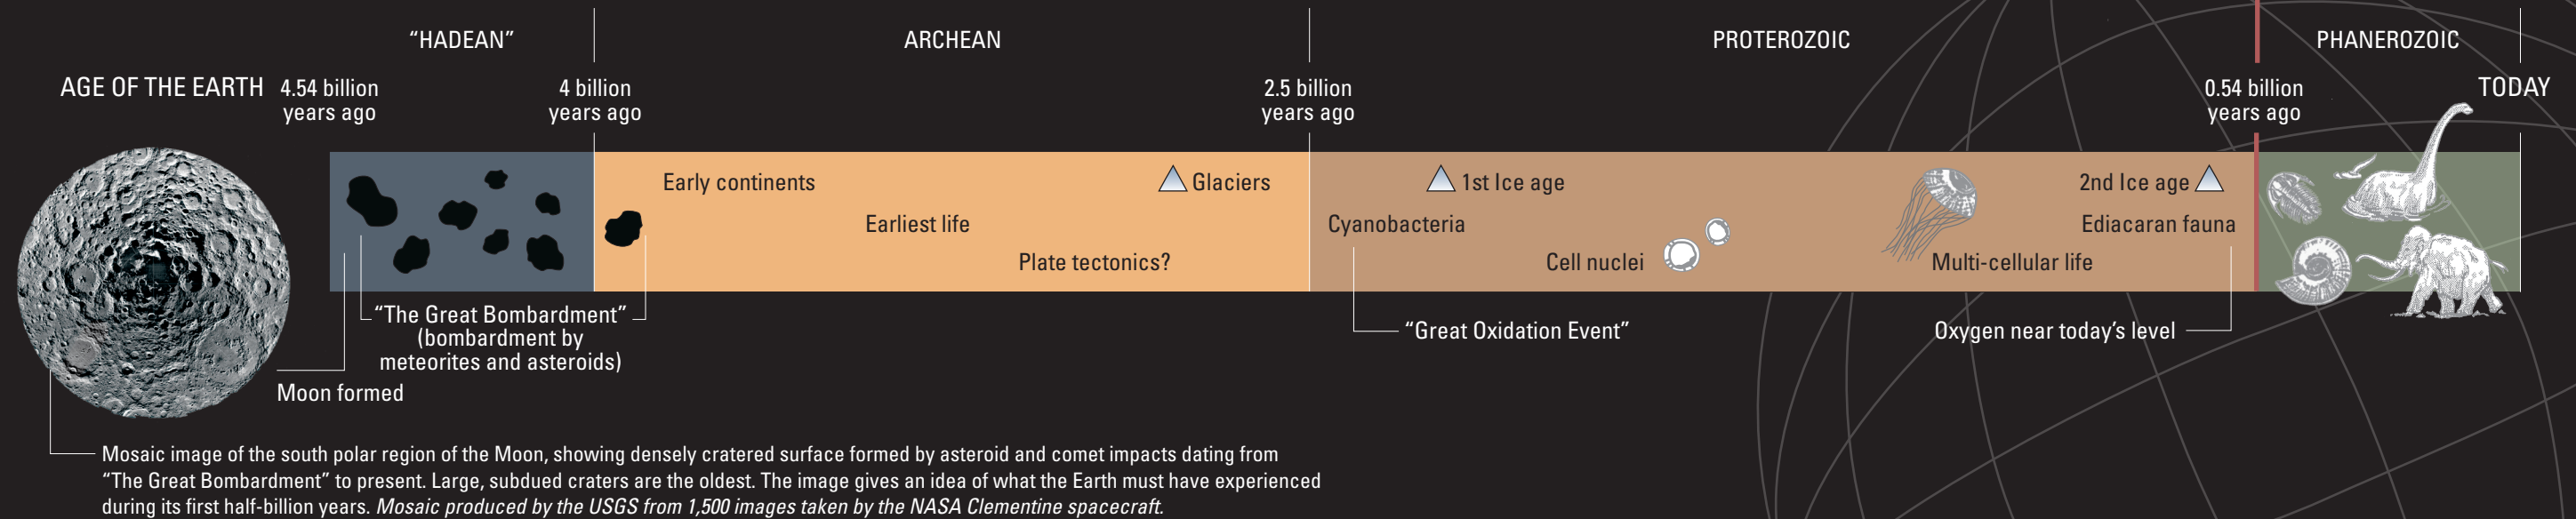 “HADEAN”
ARCHEAN
PROTEROZOIC
PHANEROZOIC
AGE OF THE EARTH
4.54 billion
years ago
4 billion
years ago
2.5 billion
years ago
0.54 billion
years ago
TODAY
Early continents
Glaciers
1st Ice age
2nd Ice age
Earliest life
Cyanobacteria
Ediacaran fauna
Plate tectonics?
Cell nuclei
Multi-cellular life
“The Great Bombardment”
(bombardment by
meteorites and asteroids)
“Great Oxidation Event”
Oxygen near today’s level
Moon formed
Mosaic image of the south polar region of the Moon, showing densely cratered surface formed by asteroid and comet impacts dating from
“The Great Bombardment” to present. Large, subdued craters are the oldest. The image gives an idea of what the Earth must have experienced
during its first half-billion years. Mosaic produced by the USGS from 1,500 images taken by the NASA Clementine spacecraft.